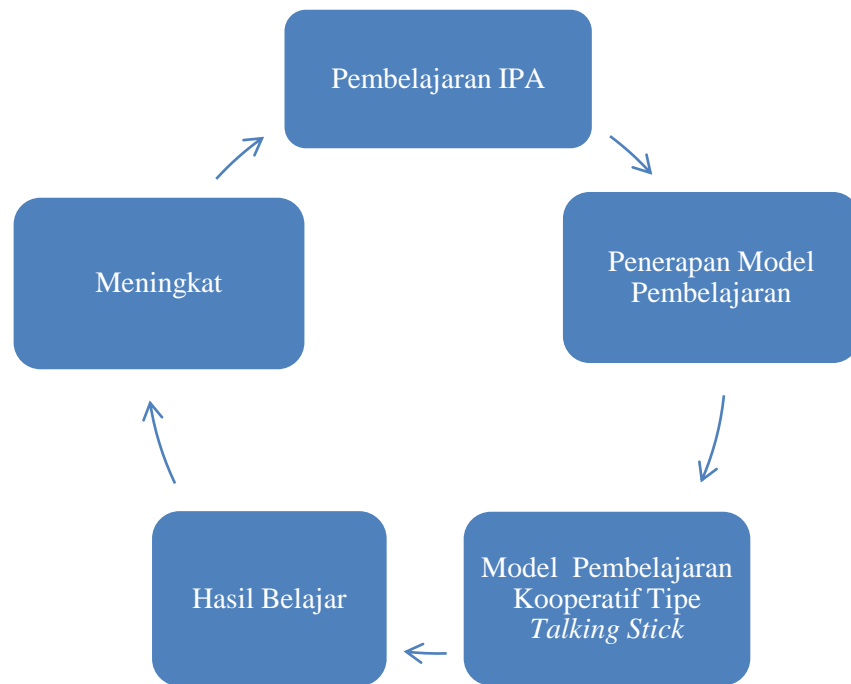 Pembelajaran IPA
Penerapan Model
Pembelajaran
Model Pembelajaran
Kooperatif Tipe
Talking Stick
Hasil Belajar
Meningkat